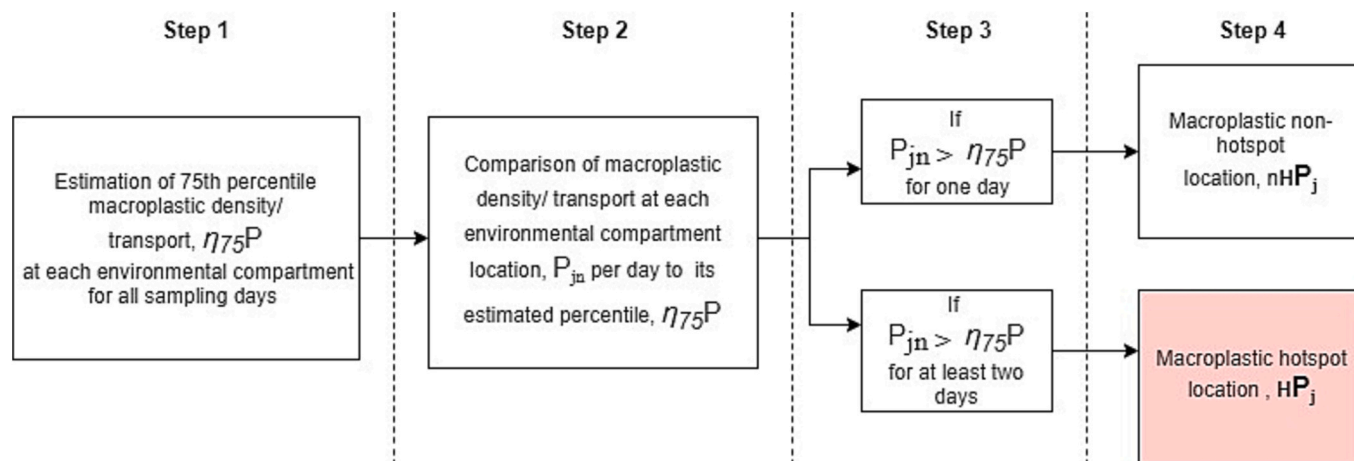 Step 1
Step 2
Step 3
Step 4
Estimation of 75th percentile
macroplastic density/
transport, η75P
at each environmental compartment
for all sampling days
Comparison of macroplastic
density/ transport at each
environmental compartment
location, Pjn per day to its
estimated percentile, η75P
If
Pjn > η75P
for one day
If
Pjn > η75P
for at least two
days
Macroplastic non-
hotspot
location, nHPj
Macroplastic hotspot
location , HPj